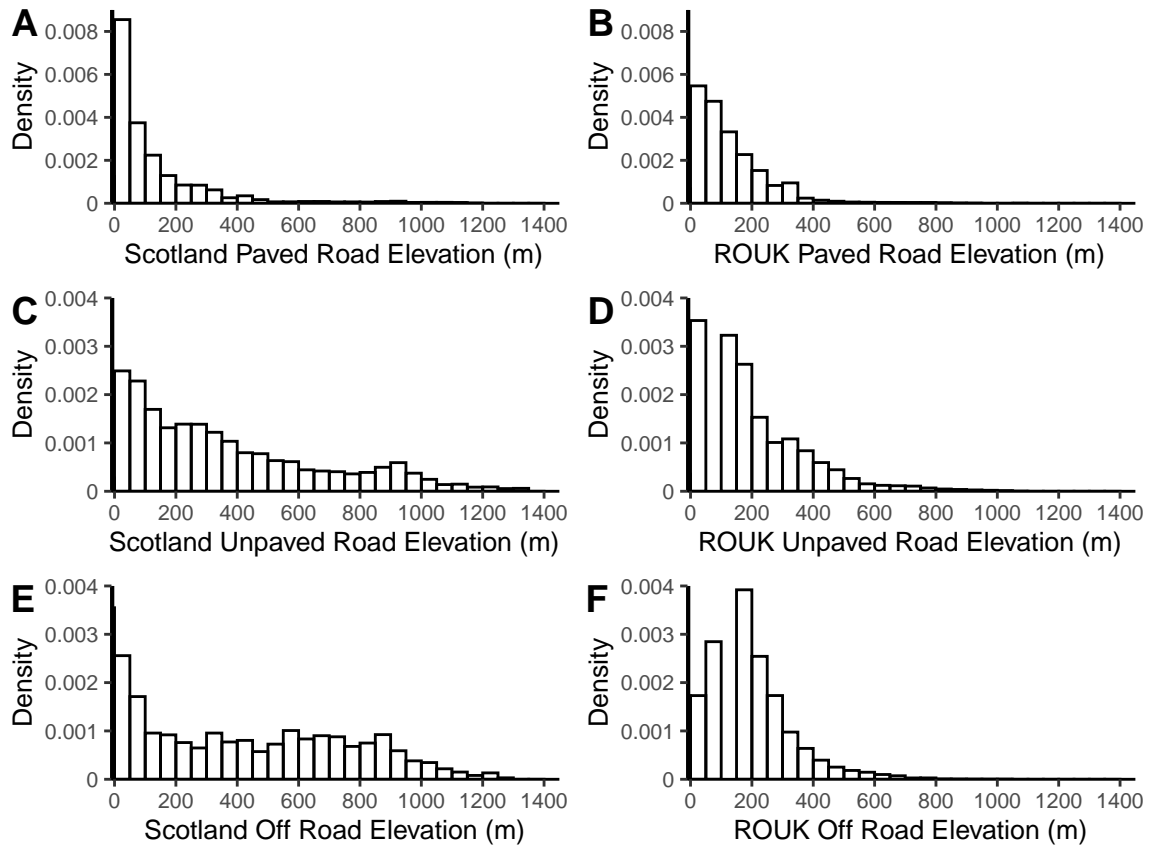 A
B
Density
0.008
0.006
0.004
0.002
0
0 200 400 600 800 1000 1200 1400
Scotland Paved Road Elevation (m)
Density
0.008
0.006
0.004
0.002
0
0 200 400 600 800 1000 1200 1400
ROUK Paved Road Elevation (m)
C
D
Density
0.004
0.003
0.002
0.001
0
0 200 400 600 800 1000 1200 1400
Scotland Unpaved Road Elevation (m)
Density
0.004
0.003
0.002
0.001
0
0 200 400 600 800 1000 1200 1400
ROUK Unpaved Road Elevation (m)
E
F
Density
0.004
0.003
0.002
0.001
0
0 200 400 600 800 1000 1200 1400
Scotland Off Road Elevation (m)
Density
0.004
0.003
0.002
0.001
0
0 200 400 600 800 1000 1200 1400
ROUK Off Road Elevation (m)